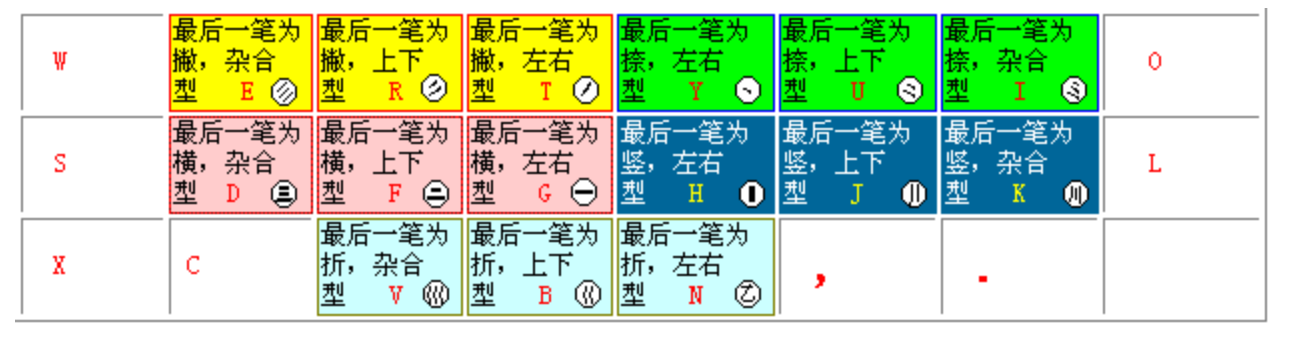 W
最后一笔为
撇，杂合
型 E
最后一笔为
撇，上下
型 R
最后一笔为
撇，左右
型 T
最后一笔为
捺，左右
型 Y
最后一笔为
捺，上下
型 U
最后一笔为
捺，杂合
型 I
O
S
最后一笔为
横，杂合
型 D
最后一笔为
横，上下
型 F
最后一笔为
横，左右
型 G
最后一笔为
竖，左右
型 H
最后一笔为
竖，上下
型 J
最后一笔为
竖，杂合
型 K
L
X
C
最后一笔为
折，杂合
型 V
最后一笔为
折，上下
型 B
最后一笔为
折，左右
型 N
,
.